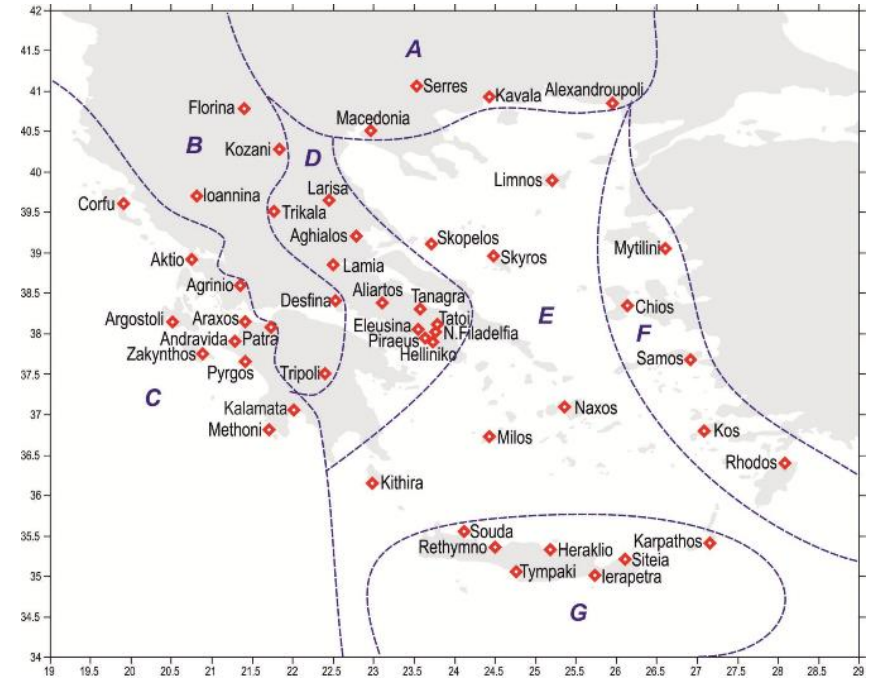 42
A
41.5
Serres
41
Kavala
Alexandroupoli
Florina
Macedonia
40.5
B
Kozani
D
40
Limnos
Ioannina
Larisa
Corfu
39.5
Trikala
Aghialos
Skopelos
Mytilini
39
Aktio
Lamia
Skyros
Agrinio
38.5
Desfina
Aliartos
Tanagra
Chios
Argostoli
Araxos
Tatoi
E
38
Andravida
Patra
Eleusina
N.Filadelfia
F
Zakynthos
Piraeus
Helliniko
Samos
Pyrgos
37.5
Tripoli
C
Kalamata
Naxos
37
Methoni
Milos
Kos
36.5
Rhodos
Kithira
36
35.5
Souda
Rethymno
Heraklio
Karpathos
Siteia
35
Tympaki
Ierapetra
G
34.5
34
19 19.5 20 20.5 21 21.5 22 22.5 23 23.5 24 24.5 25 25.5 26 26.5 27 27.5 28 28.5 29